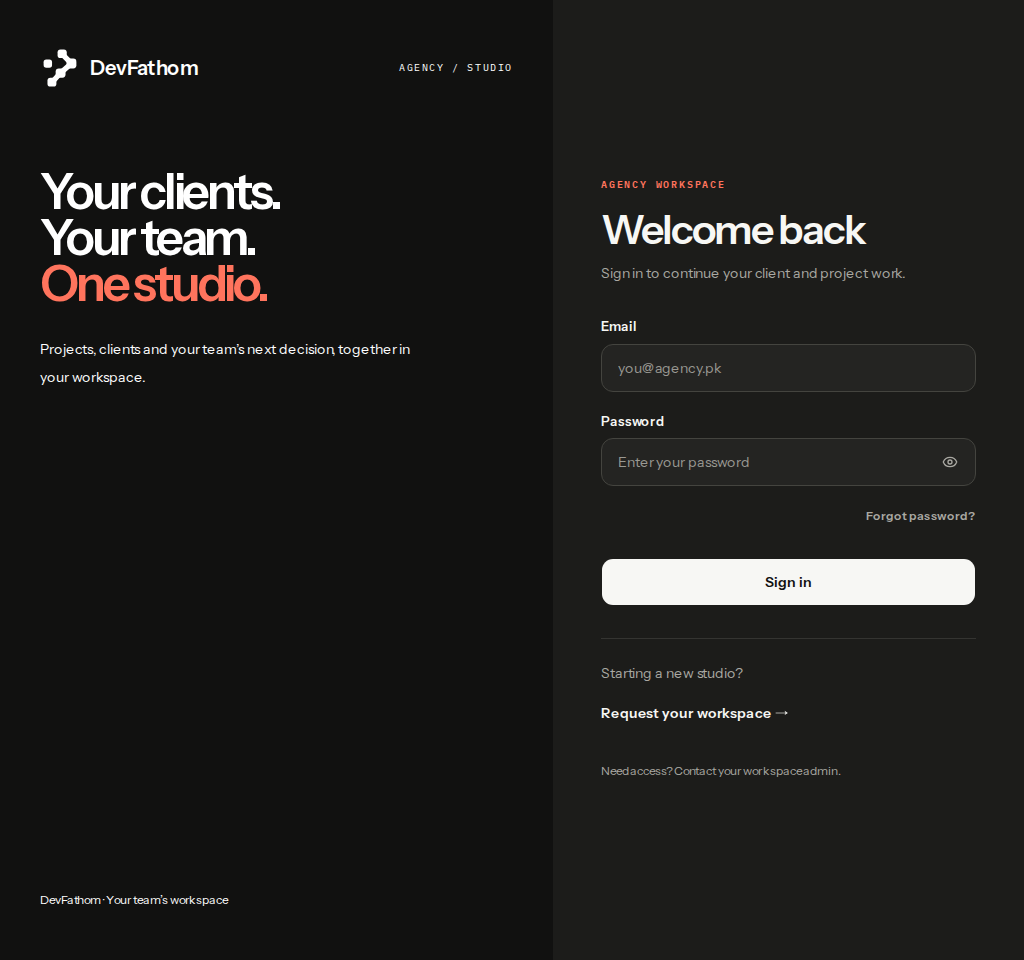 DevFathom
AGENCY / STUDIO
Your clients.
Your team.
One studio.
Projects, clients and your team's next decision, together in
your workspace.
DevFathom · Your team's workspace
AGENCY WORKSPACE
Welcome back
Sign in to continue your client and project work.
Email
you@agency.pk
Password
Enter your password
Forgot password?
Sign in
Starting a new studio?
Request your workspace →
Need access? Contact your workspace admin.